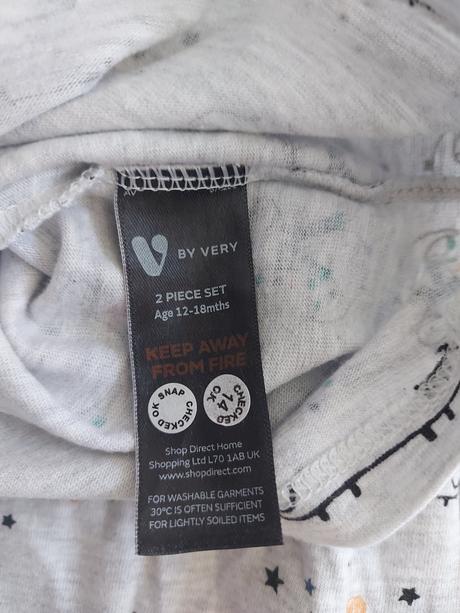 BY VERY
2 PIECE SET
Age 12-18mths
KEEP AWAY
FROM FIRE
SNAP CHECKED OK
CHECKED 14 OK
Shop Direct Home
Shopping Ltd L70 1AB UK
www.shopdirect.com
FOR WASHABLE GARMENTS
30°C IS OFTEN SUFFICIENT
FOR LIGHTLY SOILED ITEMS